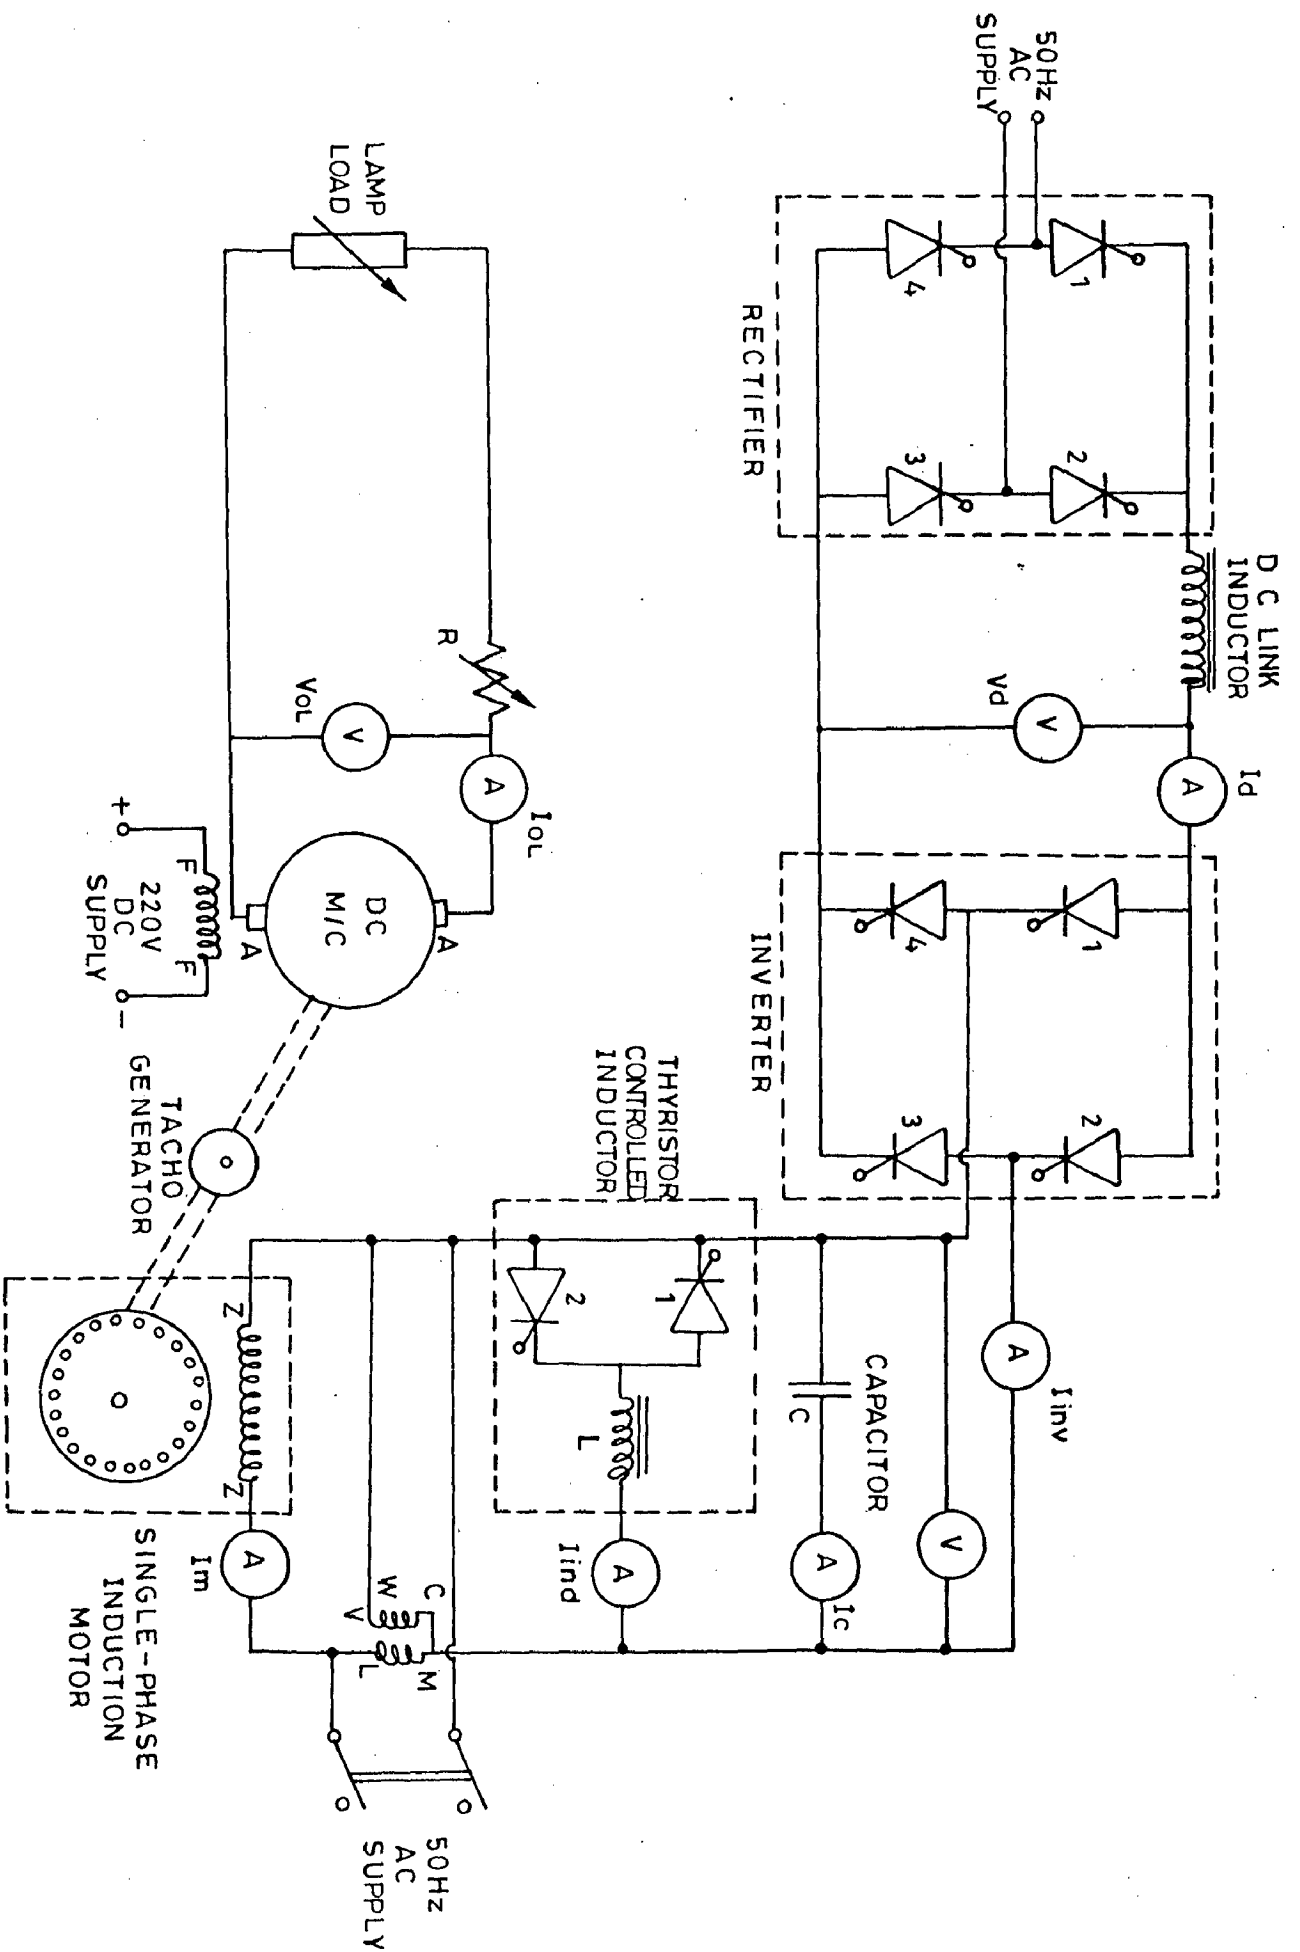 50Hz
AC
SUPPLY
1
4
2
3
RECTIFIER
D C LINK
INDUCTOR
Vd
V
Id
A
1
4
2
3
INVERTER
A
Iinv
V
CAPACITOR
C
A
Ic
THYRISTOR
CONTROLLED
INDUCTOR
1
2
L
A
Iind
C
W
V
M
L
50Hz
AC
SUPPLY
A
Im
Z
Z
SINGLE-PHASE
INDUCTION
MOTOR
TACHO
GENERATOR
LAMP
LOAD
R
VOL
V
A
IOL
DC
M/C
A
A
F
F
+
220V
DC
SUPPLY
-